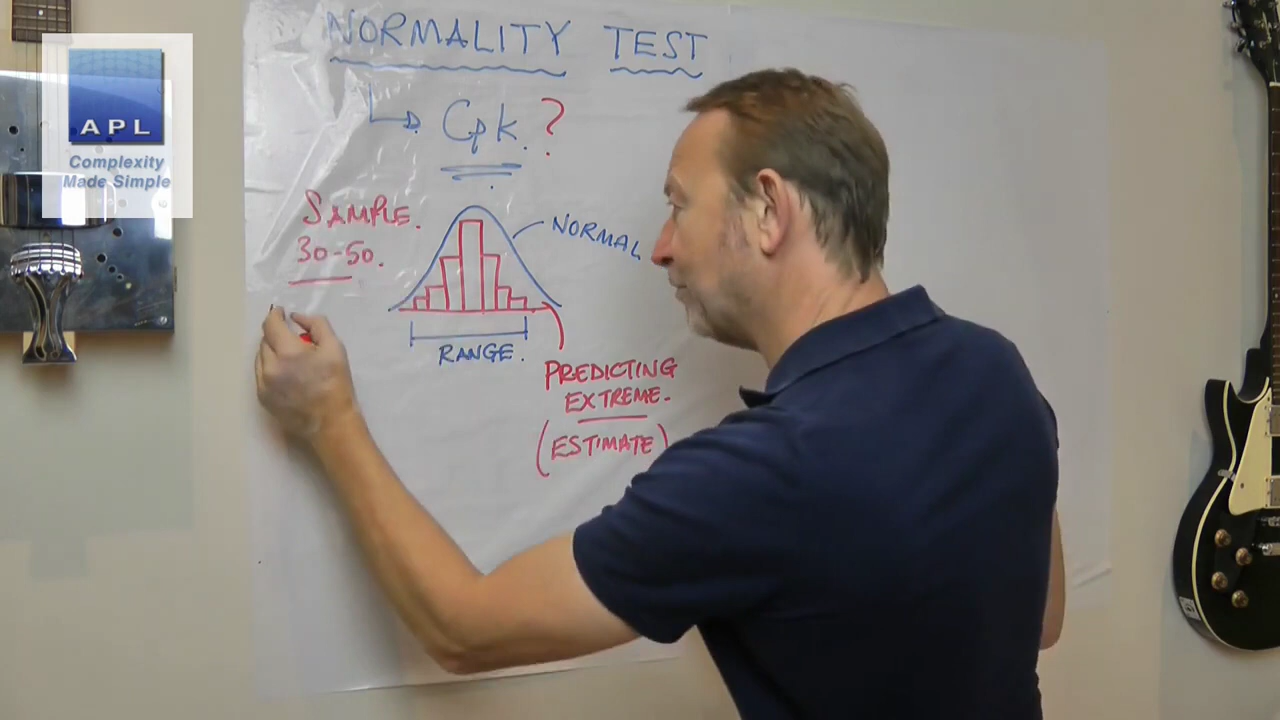 NORMALITY TEST
Cpk ?
SAMPLE.
30-50.
NORMAL
RANGE.
PREDICTING
EXTREME.
(ESTIMATE)
APL
Complexity
Made Simple